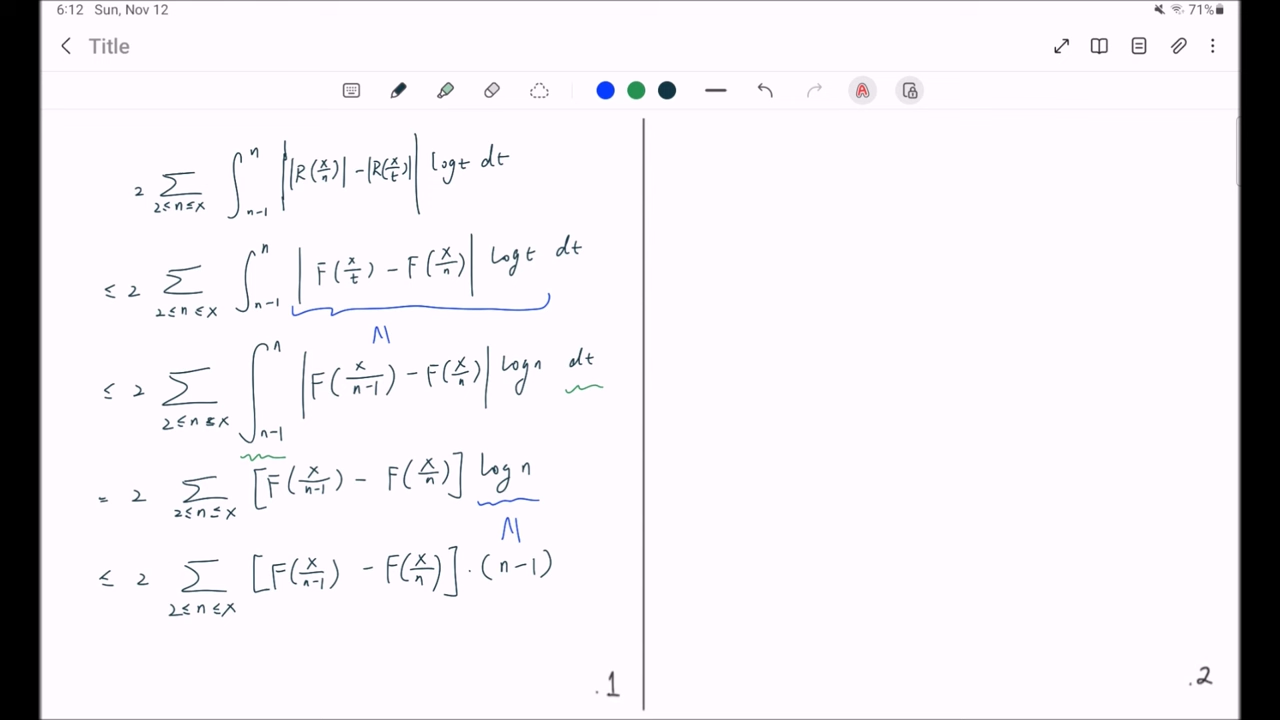 6:12 Sun, Nov 12 71%
Title
2 ∑_{2≤n≤x} ∫_{n-1}^{n} | |R(x/n)| - |R(x/t)| | log t dt
≤ 2 ∑_{2≤n≤x} ∫_{n-1}^{n} | F(x/t) - F(x/n) | log t dt
∧|
≤ 2 ∑_{2≤n≤x} ∫_{n-1}^{n} | F(x/(n-1)) - F(x/n) | log n dt
= 2 ∑_{2≤n≤x} [F(x/(n-1)) - F(x/n)] log n
∧|
≤ 2 ∑_{2≤n≤x} [F(x/(n-1)) - F(x/n)] · (n-1)
.1
.2